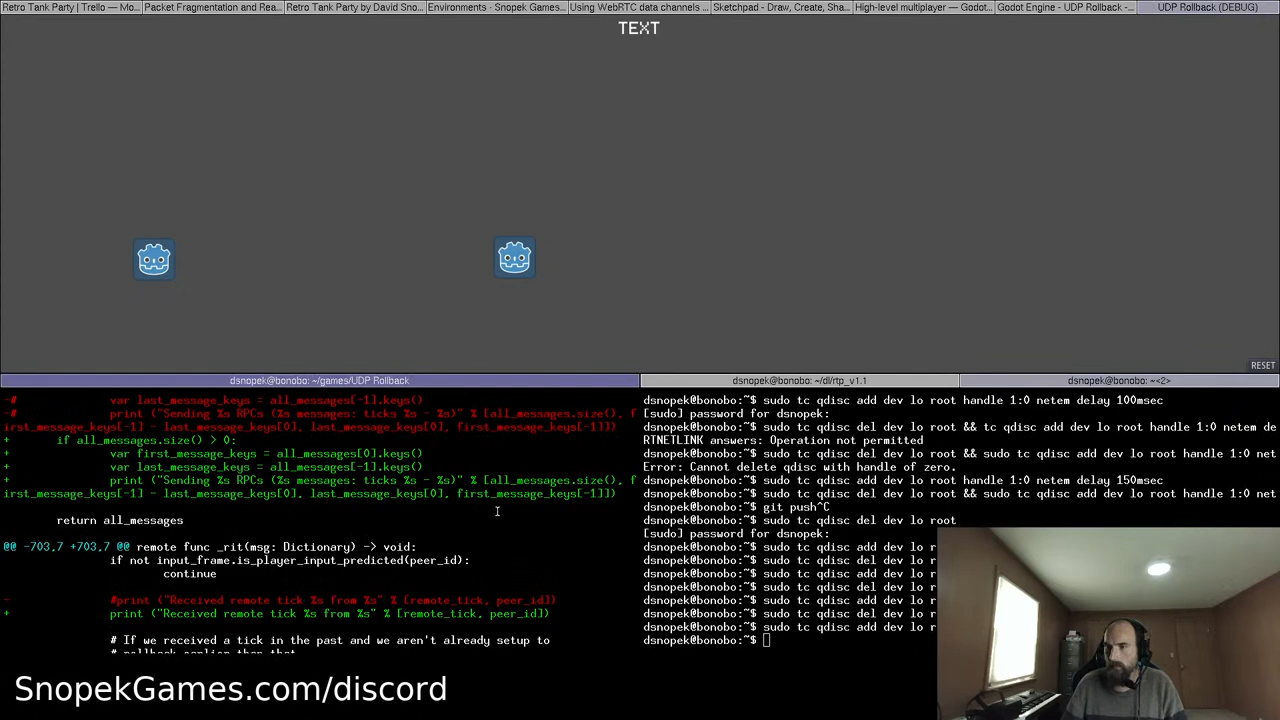 Retro Tank Party | Trello — Mo...
Packet Fragmentation and Rea...
Retro Tank Party by David Sno...
Environments · Snopek Games...
Using WebRTC data channels ...
Sketchpad - Draw, Create, Sha...
High-level multiplayer — Godot...
Godot Engine - UDP Rollback -...
UDP Rollback (DEBUG)
TEXT
RESET
dsnopek@bonobo: ~/games/UDP Rollback
-# var last_message_keys = all_messages[-1].keys()
-# print ("Sending %s RPCs (%s messages: ticks %s - %s)" % [all_messages.size(), f
irst_message_keys[-1] - last_message_keys[0], last_message_keys[0], first_message_keys[-1]])
+ if all_messages.size() > 0:
+ var first_message_keys = all_messages[0].keys()
+ var last_message_keys = all_messages[-1].keys()
+ print ("Sending %s RPCs (%s messages: ticks %s - %s)" % [all_messages.size(), f
irst_message_keys[-1] - last_message_keys[0], last_message_keys[0], first_message_keys[-1]])
return all_messages
@@ -703,7 +703,7 @@ remote func _rit(msg: Dictionary) -> void:
if not input_frame.is_player_input_predicted(peer_id):
continue
- #print ("Received remote tick %s from %s" % [remote_tick, peer_id])
+ print ("Received remote tick %s from %s" % [remote_tick, peer_id])
# If we received a tick in the past and we aren't already setup to
# rollback earlier than that
dsnopek@bonobo: ~/dl/rtp_v1.1
dsnopek@bonobo: ~<2>
dsnopek@bonobo:~$ sudo tc qdisc add dev lo root handle 1:0 netem delay 100msec
[sudo] password for dsnopek:
dsnopek@bonobo:~$ sudo tc qdisc del dev lo root && tc qdisc add dev lo root handle 1:0 netem de
RTNETLINK answers: Operation not permitted
dsnopek@bonobo:~$ sudo tc qdisc del dev lo root && sudo tc qdisc add dev lo root handle 1:0 net
Error: Cannot delete qdisc with handle of zero.
dsnopek@bonobo:~$ sudo tc qdisc add dev lo root handle 1:0 netem delay 150msec
dsnopek@bonobo:~$ sudo tc qdisc del dev lo root && sudo tc qdisc add dev lo root handle 1:0 net
dsnopek@bonobo:~$ git push^C
dsnopek@bonobo:~$ sudo tc qdisc del dev lo root
[sudo] password for dsnopek:
dsnopek@bonobo:~$ sudo tc qdisc add dev lo r
dsnopek@bonobo:~$ sudo tc qdisc del dev lo r
dsnopek@bonobo:~$ sudo tc qdisc add dev lo r
dsnopek@bonobo:~$ sudo tc qdisc del dev lo r
dsnopek@bonobo:~$ sudo tc qdisc add dev lo r
dsnopek@bonobo:~$ sudo tc qdisc del dev lo r
dsnopek@bonobo:~$ sudo tc qdisc add dev lo r
dsnopek@bonobo:~$
SnopekGames.com/discord